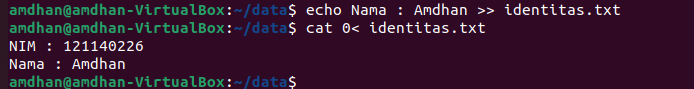 amdhan@amdhan-VirtualBox:~/data$ echo Nama : Amdhan >> identitas.txt
amdhan@amdhan-VirtualBox:~/data$ cat 0< identitas.txt
NIM : 121140226
Nama : Amdhan
amdhan@amdhan-VirtualBox:~/data$